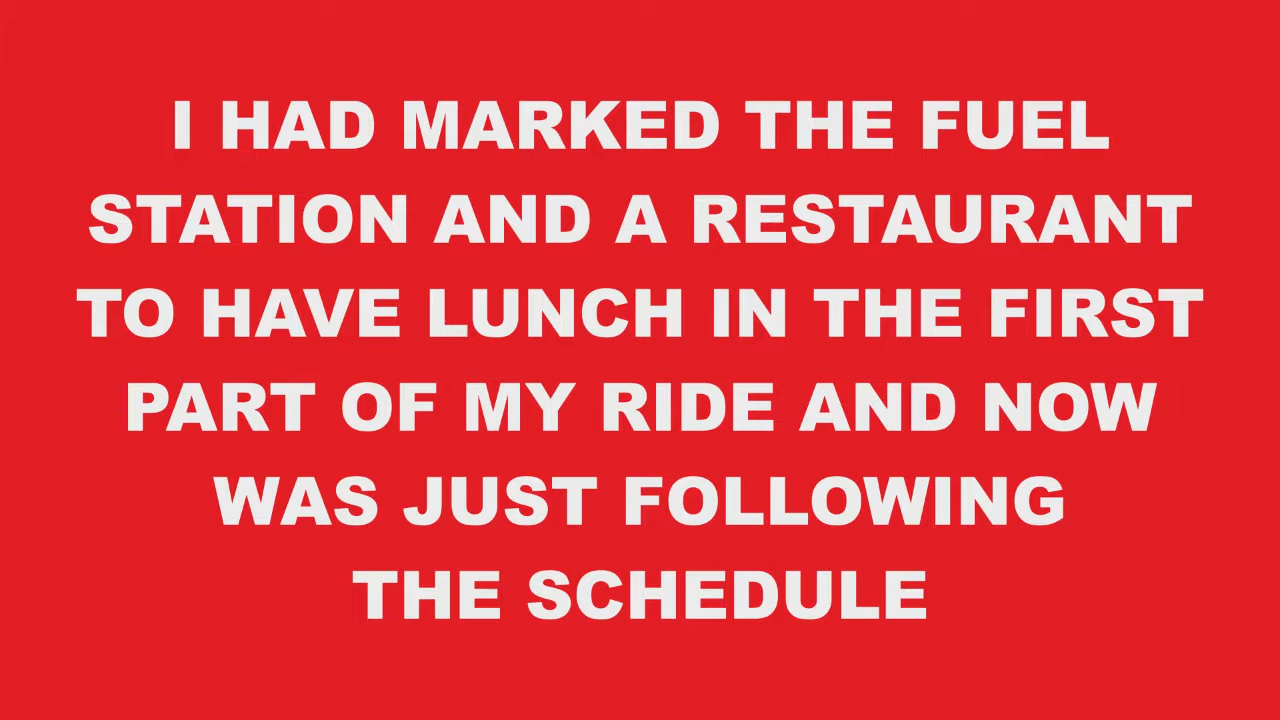 I HAD MARKED THE FUEL
STATION AND A RESTAURANT
TO HAVE LUNCH IN THE FIRST
PART OF MY RIDE AND NOW
WAS JUST FOLLOWING
THE SCHEDULE